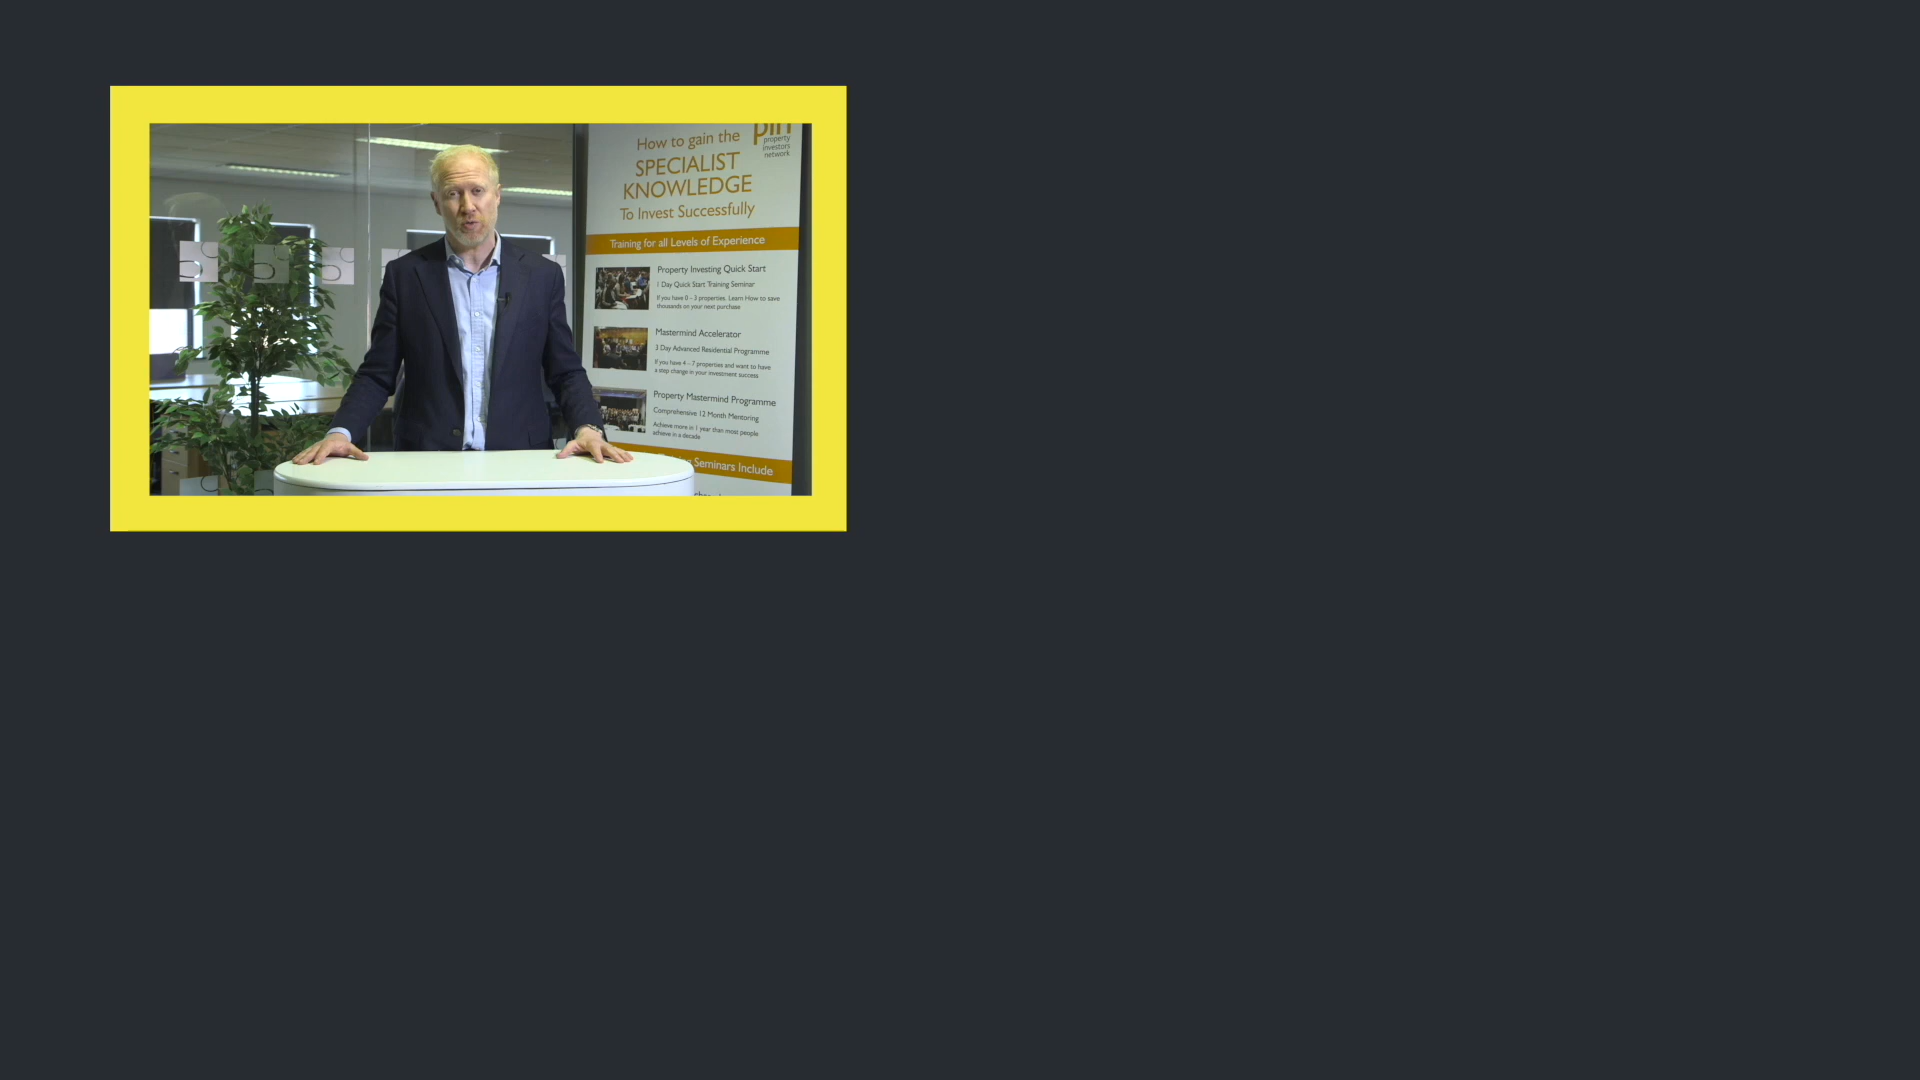 How to gain the
SPECIALIST
KNOWLEDGE
To Invest Successfully
pin
property
investors
network
Training for all Levels of Experience
Property Investing Quick Start
1 Day Quick Start Training Seminar
If you have 0 - 3 properties. Learn How to save
thousands on your next purchase
Mastermind Accelerator
3 Day Advanced Residential Programme
If you have 4 - 7 properties and want to have
a step change in your investment success
Property Mastermind Programme
Comprehensive 12 Month Mentoring
Achieve more in 1 year than most people
achieve in a decade
Seminars Include